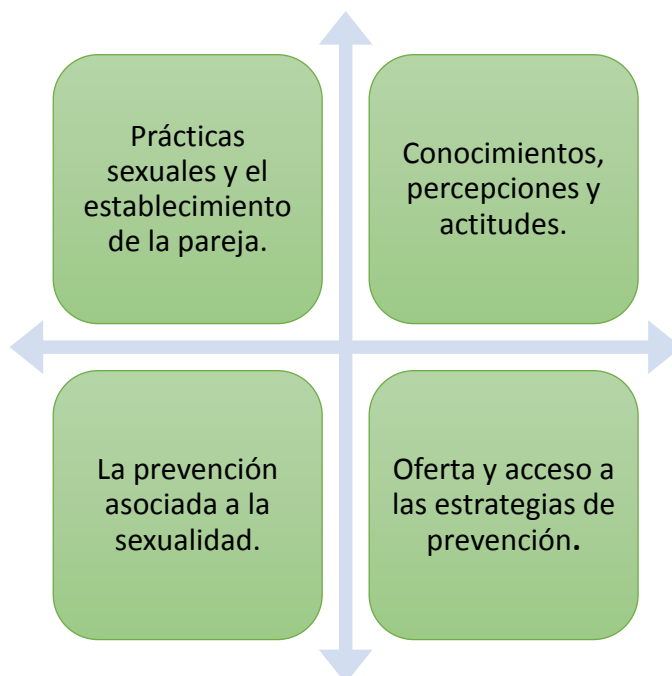 Prácticas
sexuales y el
establecimiento
de la pareja.
Conocimientos,
percepciones y
actitudes.
La prevención
asociada a la
sexualidad.
Oferta y acceso a
las estrategias de
prevención.